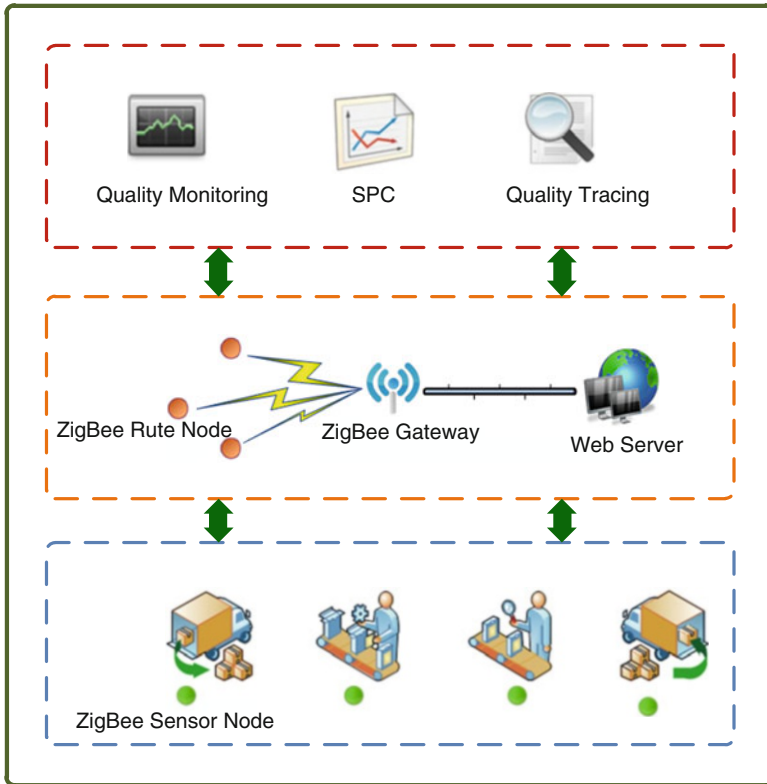 Quality Monitoring
SPC
Quality Tracing
ZigBee Rute Node
ZigBee Gateway
Web Server
ZigBee Sensor Node